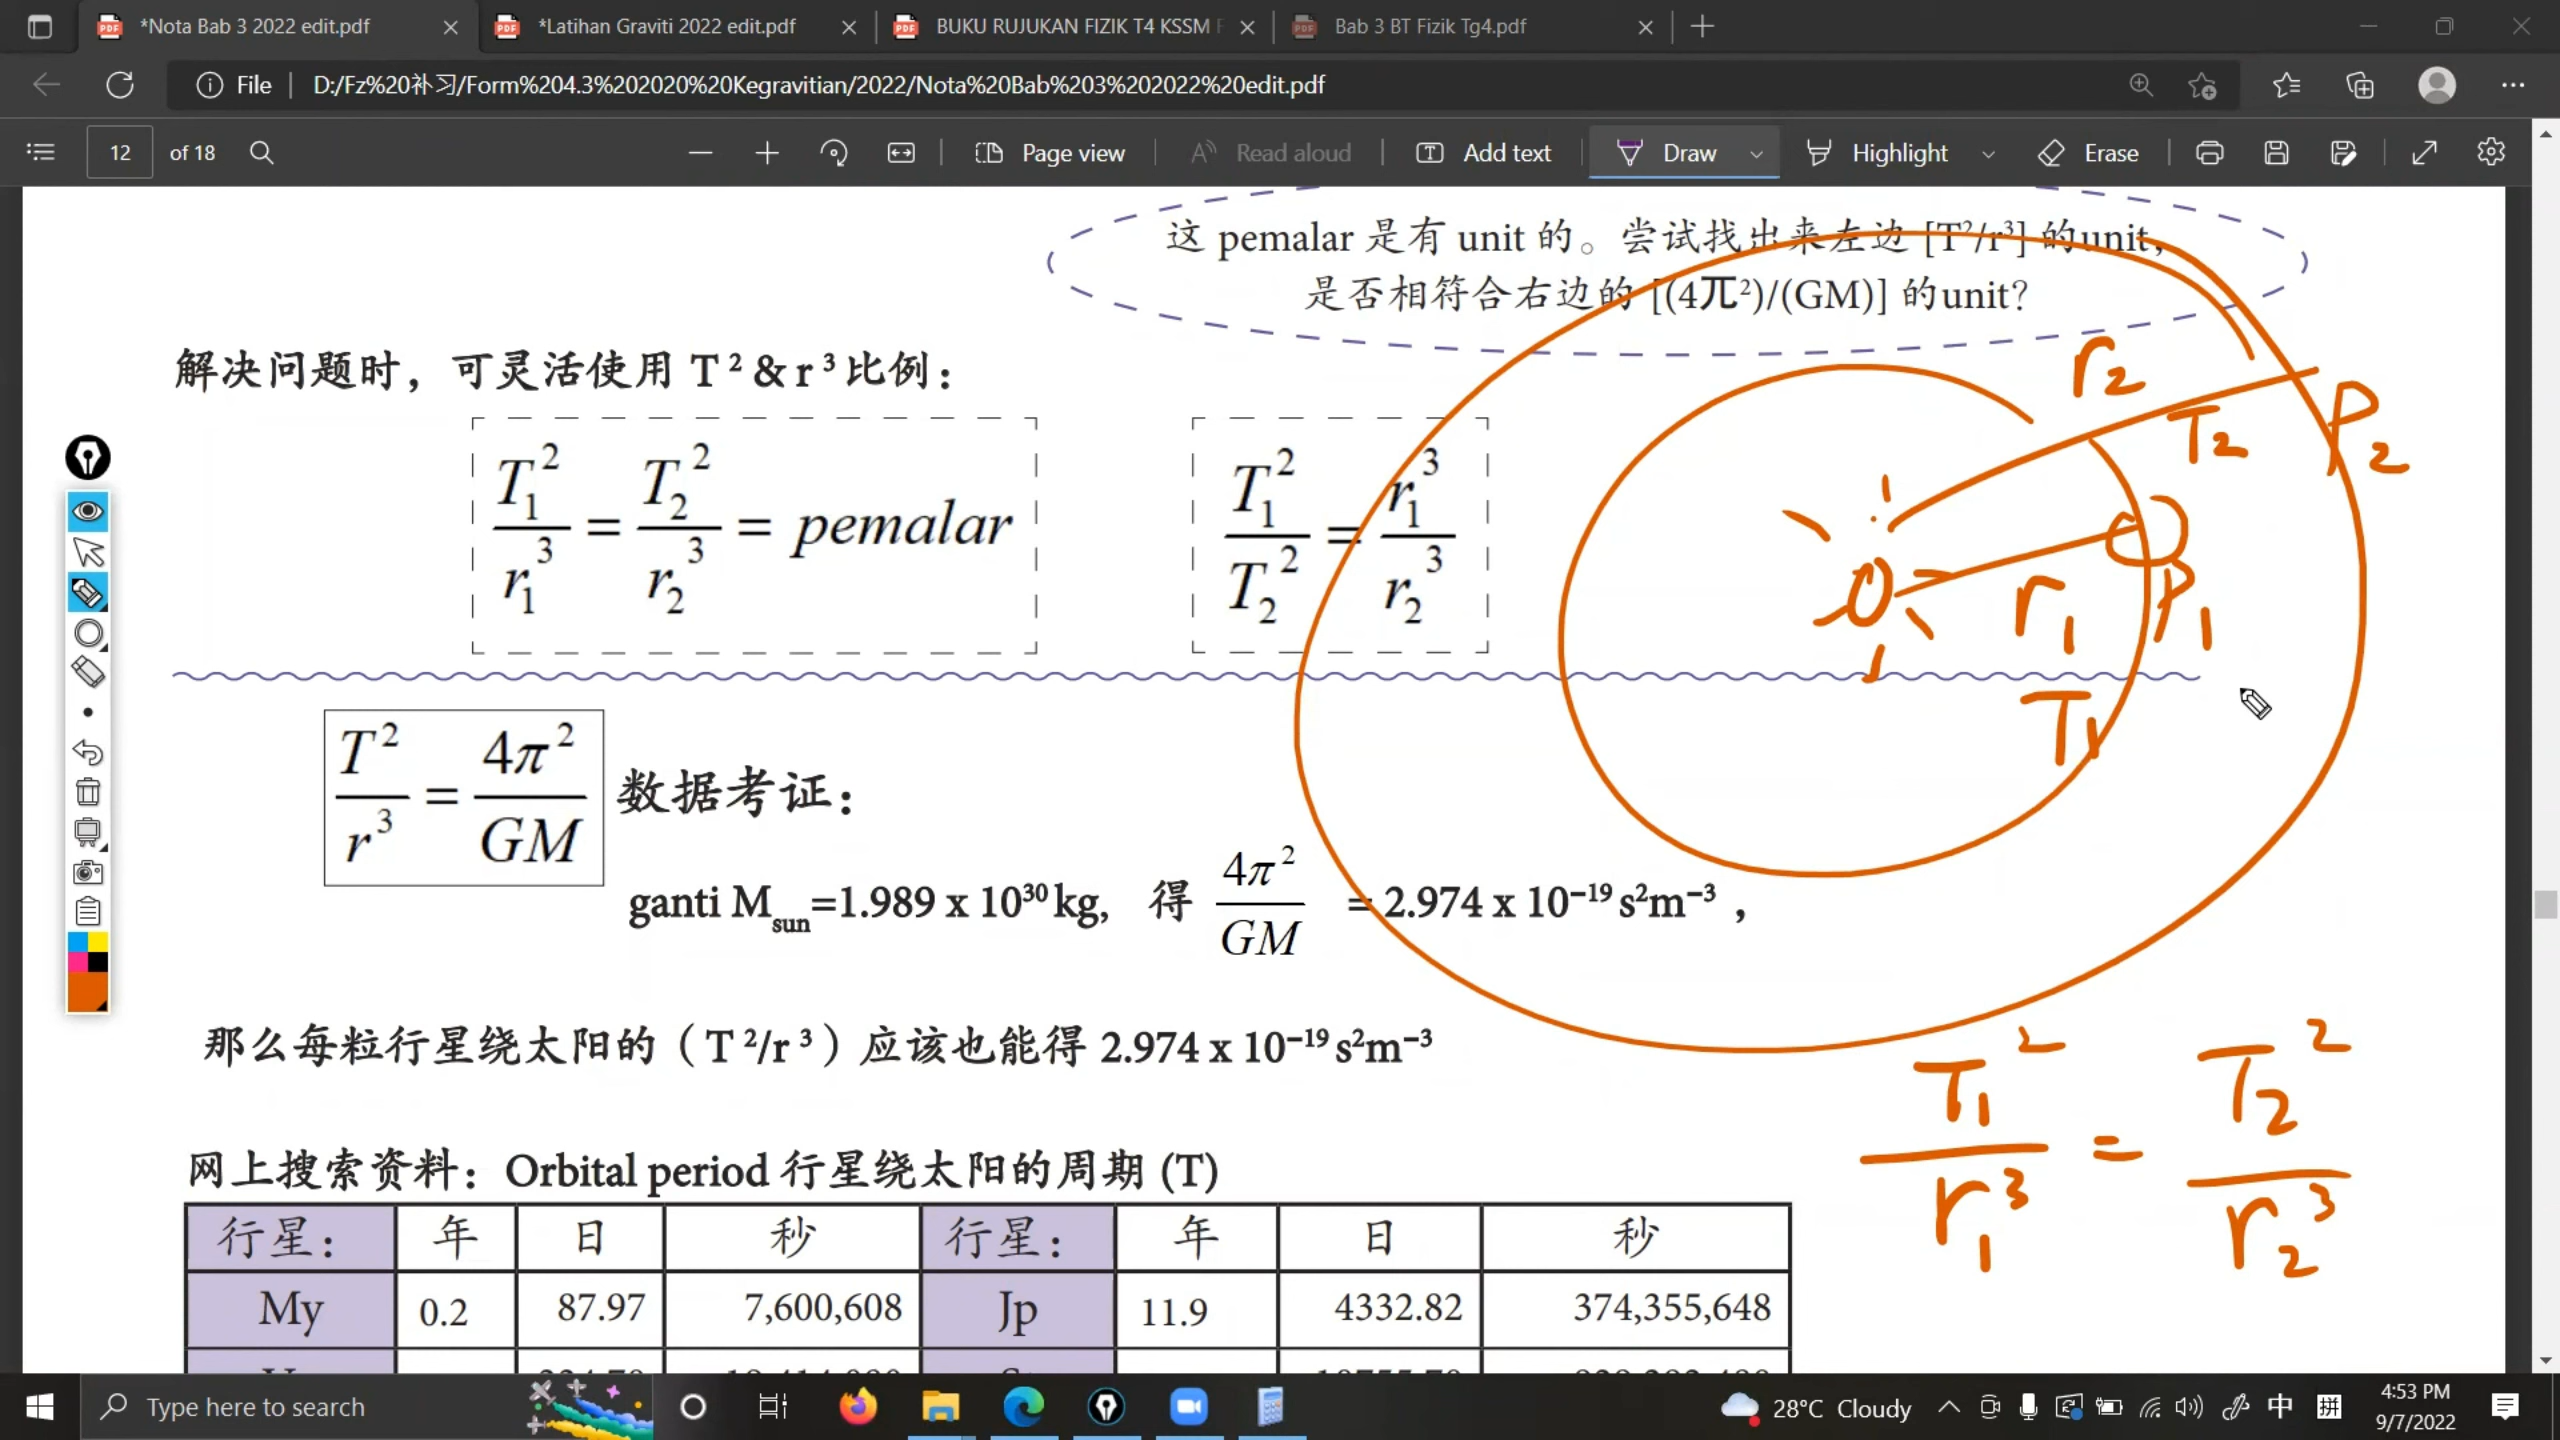 *Nota Bab 3 2022 edit.pdf
*Latihan Graviti 2022 edit.pdf
BUKU RUJUKAN FIZIK T4 KSSM F
Bab 3 BT Fizik Tg4.pdf
File | D:/Fz%20补习/Form%204.3%202020%20Kegravitian/2022/Nota%20Bab%203%202022%20edit.pdf
12 of 18 Page view Read aloud Add text Draw Highlight Erase
这 pemalar 是有 unit 的。尝试找出来左边 [T²/r³] 的unit,
是否相符合右边的 [(4兀²)/(GM)] 的unit?
解决问题时，可灵活使用 T ² & r ³ 比例：
T₁²/r₁³ = T₂²/r₂³ = pemalar
T₁²/T₂² = r₁³/r₂³
r₂
T₂
P₂
r₁
P₁
T₁
T²/r³ = 4π²/GM 数据考证：
ganti Msun=1.989 x 10³⁰ kg, 得 4π²/GM = 2.974 x 10⁻¹⁹ s²m⁻³ ,
那么每粒行星绕太阳的（T ²/r ³）应该也能得 2.974 x 10⁻¹⁹ s²m⁻³
T₁²/r₁³ = T₂²/r₂³
网上搜索资料：Orbital period 行星绕太阳的周期 (T)
行星： 年 日 秒 行星： 年 日 秒
My 0.2 87.97 7,600,608 Jp 11.9 4332.82 374,355,648
Type here to search
28°C Cloudy
中 拼
4:53 PM
9/7/2022